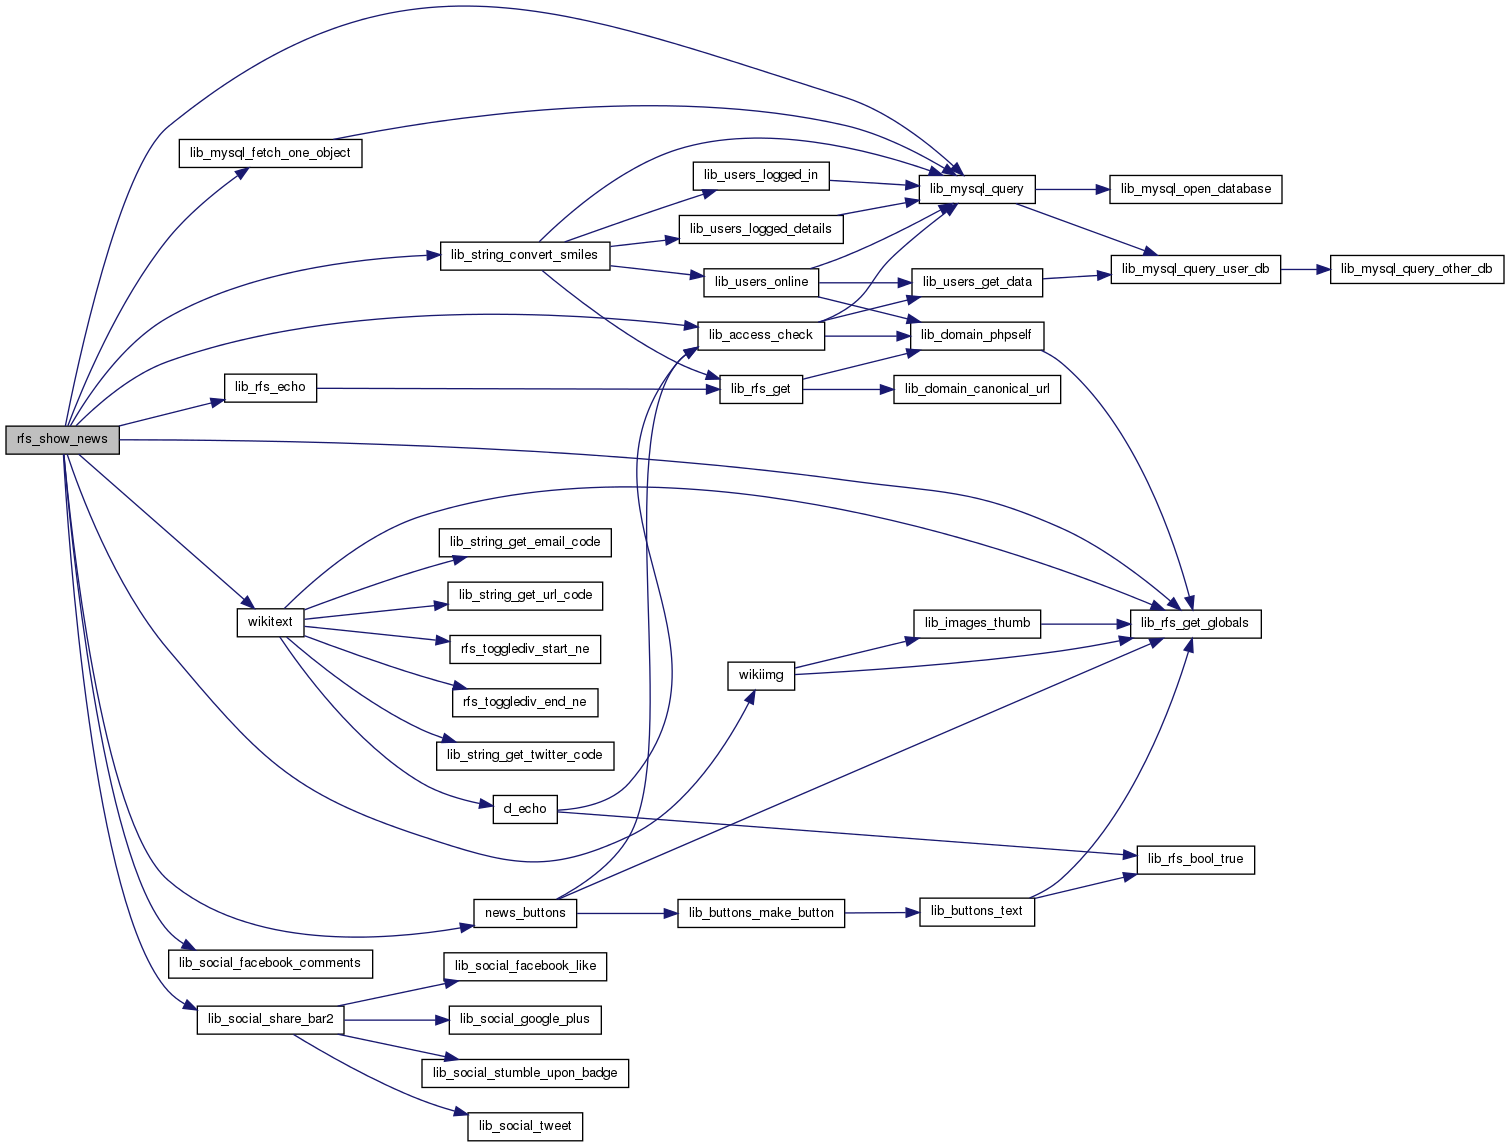 rfs_show_news
lib_mysql_fetch_one_object
lib_users_logged_in
lib_mysql_query
lib_mysql_open_database
lib_users_logged_details
lib_string_convert_smiles
lib_users_online
lib_users_get_data
lib_mysql_query_user_db
lib_mysql_query_other_db
lib_access_check
lib_domain_phpself
lib_rfs_echo
lib_rfs_get
lib_domain_canonical_url
lib_string_get_email_code
lib_string_get_url_code
wikitext
lib_images_thumb
lib_rfs_get_globals
rfs_togglediv_start_ne
wikiimg
rfs_togglediv_end_ne
lib_string_get_twitter_code
d_echo
lib_rfs_bool_true
news_buttons
lib_buttons_make_button
lib_buttons_text
lib_social_facebook_comments
lib_social_facebook_like
lib_social_share_bar2
lib_social_google_plus
lib_social_stumble_upon_badge
lib_social_tweet